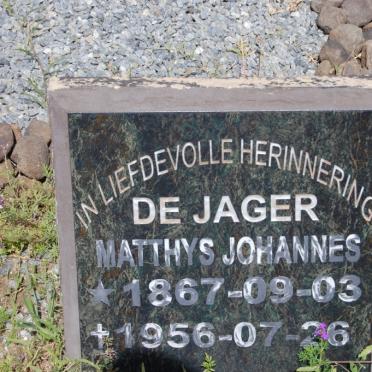 IN LIEFDEVOLLE HERINNERING
DE JAGER
MATTHYS JOHANNES
★ 1867-09-03
✝ 1956-07-26